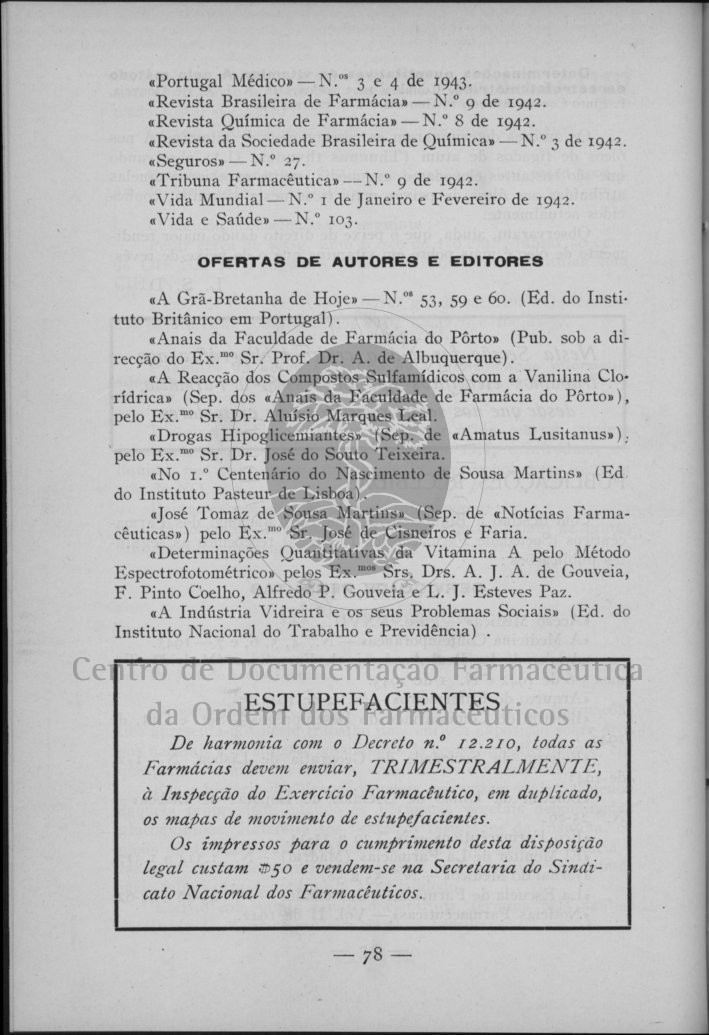 «Portugal Médico» — N.ᵒˢ 3 e 4 de 1943.
«Revista Brasileira de Farmácia» — N.º 9 de 1942.
«Revista Química de Farmácia» — N.º 8 de 1942.
«Revista da Sociedade Brasileira de Química» — N.º 3 de 1942.
«Seguros» — N.º 27.
«Tribuna Farmacêutica» — N.º 9 de 1942.
«Vida Mundial — N.º 1 de Janeiro e Fevereiro de 1942.
«Vida e Saúde» — N.º 103.
OFERTAS DE AUTORES E EDITORES
«A Grã-Bretanha de Hoje» — N.ᵒˢ 53, 59 e 60. (Ed. do Insti-
tuto Britânico em Portugal).
«Anais da Faculdade de Farmácia do Pôrto» (Pub. sob a di-
recção do Ex.ᵐᵒ Sr. Prof. Dr. A. de Albuquerque).
«A Reacção dos Compostos Sulfamídicos com a Vanilina Clo-
rídrica» (Sep. dos «Anais da Faculdade de Farmácia do Pôrto»),
pelo Ex.ᵐᵒ Sr. Dr. Aluísio Marques Leal.
«Drogas Hipoglicemiantes» (Sep. de «Amatus Lusitanus»),
pelo Ex.ᵐᵒ Sr. Dr. José do Souto Teixeira.
«No 1.º Centenário do Nascimento de Sousa Martins» (Ed.
do Instituto Pasteur de Lisboa).
«José Tomaz de Sousa Martins» (Sep. de «Notícias Farma-
cêuticas») pelo Ex.ᵐᵒ Sr. José de Cisneiros e Faria.
«Determinações Quantitativas da Vitamina A pelo Método
Espectrofotométrico» pelos Ex.ᵐᵒˢ Srs. Drs. A. J. A. de Gouveia,
F. Pinto Coelho, Alfredo P. Gouveia e L. J. Esteves Paz.
«A Indústria Vidreira e os seus Problemas Sociais» (Ed. do
Instituto Nacional do Trabalho e Previdência) .
Centro de Documentação Farmacêutica
da Ordem dos Farmacêuticos
ESTUPEFACIENTES
De harmonia com o Decreto n.º 12.210, todas as
Farmácias devem enviar, TRIMESTRALMENTE,
à Inspecção do Exercício Farmacêutico, em duplicado,
os mapas de movimento de estupefacientes.
Os impressos para o cumprimento desta disposição
legal custam $50 e vendem-se na Secretaria do Sindi-
cato Nacional dos Farmacêuticos.
— 78 —